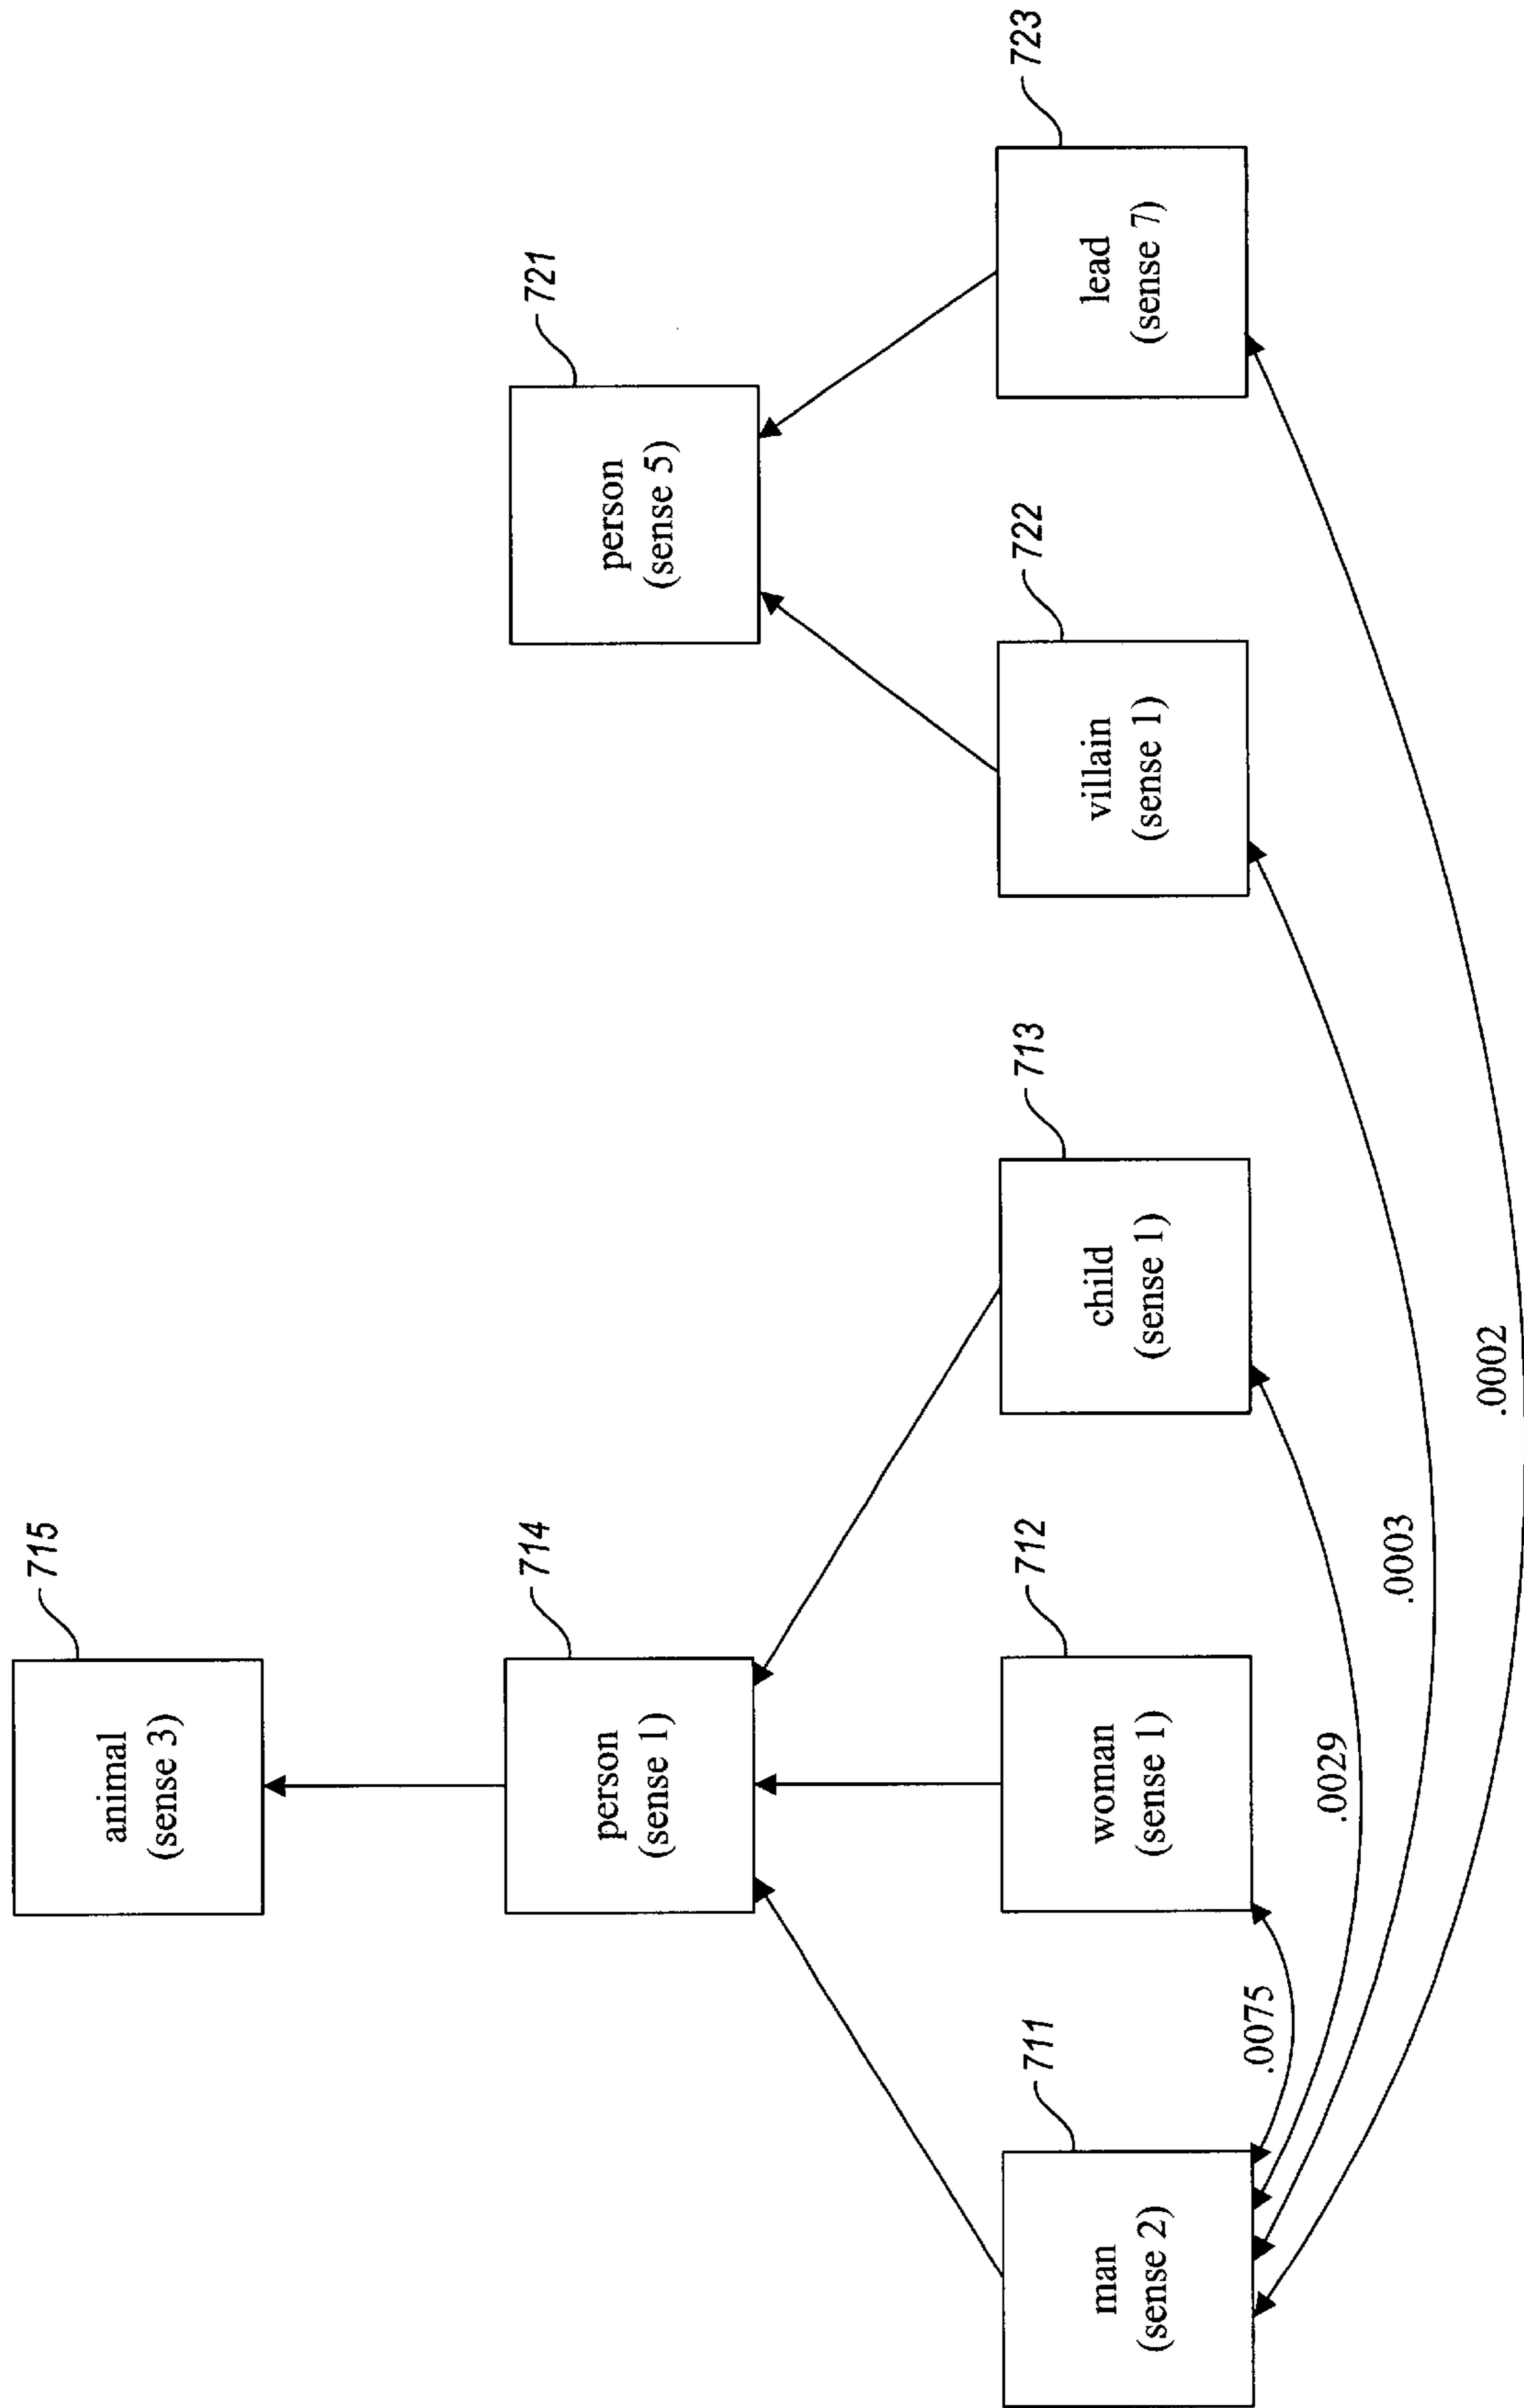 715
animal
(sense 3)
714
person
(sense 1)
721
person
(sense 5)
711
man
(sense 2)
712
woman
(sense 1)
713
child
(sense 1)
722
villain
(sense 1)
723
lead
(sense 7)
.0075
.0029
.0003
.0002